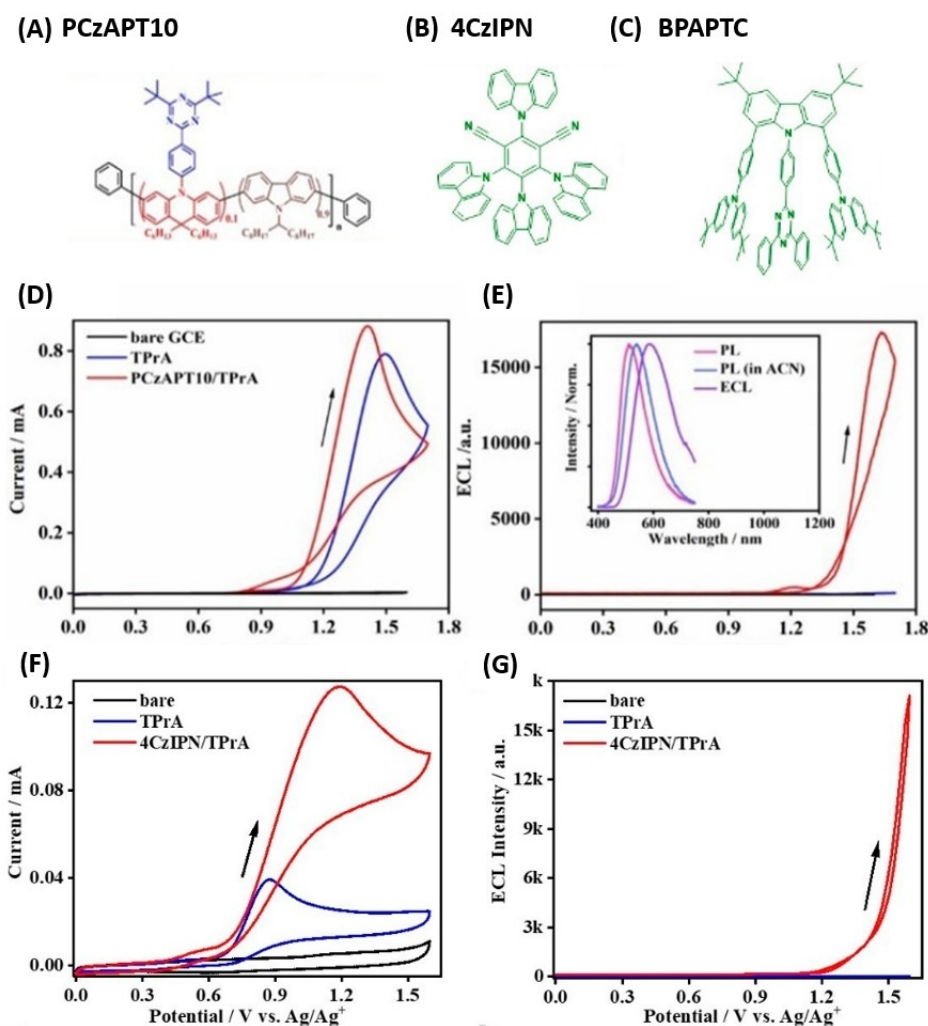 (A) PCzAPT10
(B) 4CzIPN
(C) BPAPTC
N N
N
N
0.1
C6H13 C6H13
N
0.9
C8H17 C8H17
n
N
N N
N N
N
N
N N
N N
N
(D)
bare GCE
TPrA
PCzAPT10/TPrA
0.8
0.6
0.4
0.2
0.0
Current / mA
0.0 0.3 0.6 0.9 1.2 1.5 1.8
(E)
15000
10000
5000
0
ECL /a.u.
PL
PL (in ACN)
ECL
Intensity / Norm.
400 600 800 1000 1200
Wavelength / nm
0.0 0.3 0.6 0.9 1.2 1.5 1.8
(F)
bare
TPrA
4CzIPN/TPrA
0.12
0.08
0.04
0.00
Current / mA
0.0 0.3 0.6 0.9 1.2 1.5
Potential / V vs. Ag/Ag+
(G)
bare
TPrA
4CzIPN/TPrA
k
15k
12k
9k
6k
3k
0
ECL Intensity / a.u.
0.0 0.3 0.6 0.9 1.2 1.5
Potential / V vs. Ag/Ag+